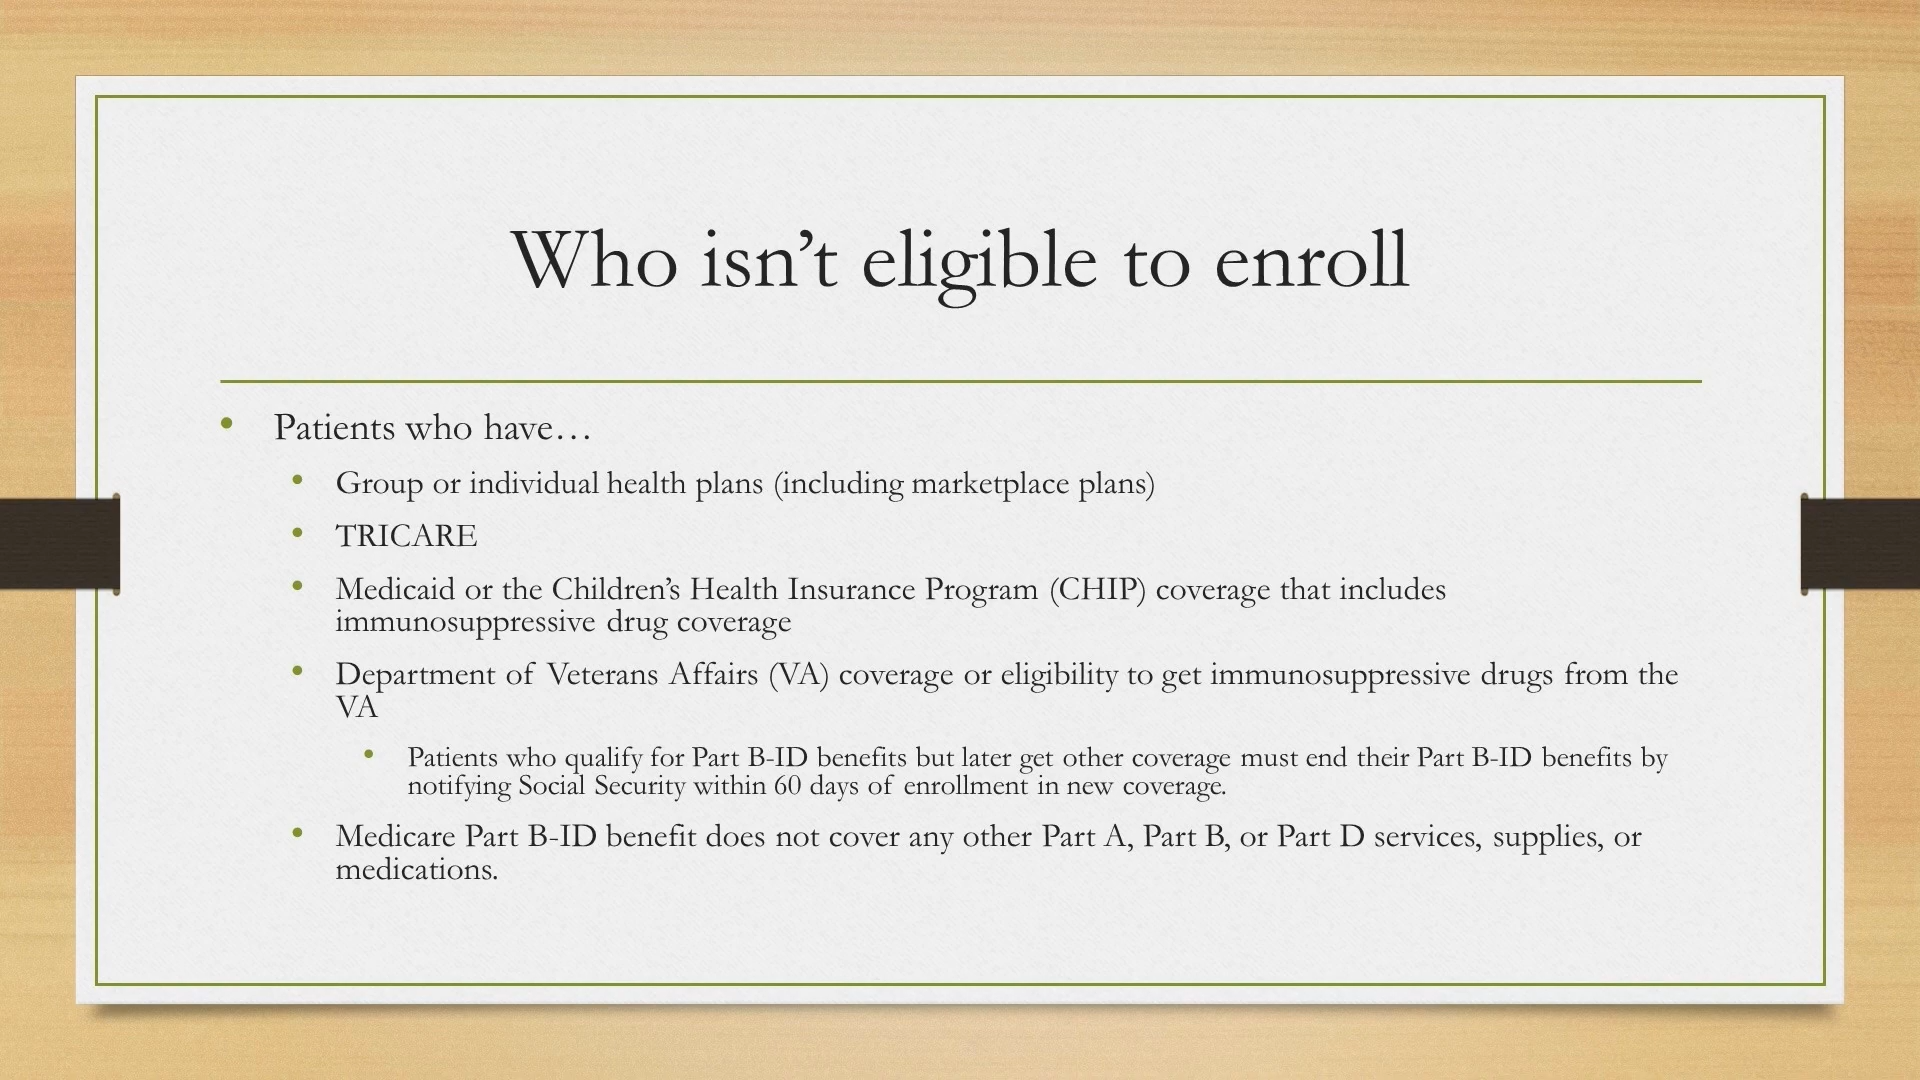 Who isn’t eligible to enroll
• Patients who have…
• Group or individual health plans (including marketplace plans)
• TRICARE
• Medicaid or the Children’s Health Insurance Program (CHIP) coverage that includes
immunosuppressive drug coverage
• Department of Veterans Affairs (VA) coverage or eligibility to get immunosuppressive drugs from the
VA
• Patients who qualify for Part B-ID benefits but later get other coverage must end their Part B-ID benefits by
notifying Social Security within 60 days of enrollment in new coverage.
• Medicare Part B-ID benefit does not cover any other Part A, Part B, or Part D services, supplies, or
medications.